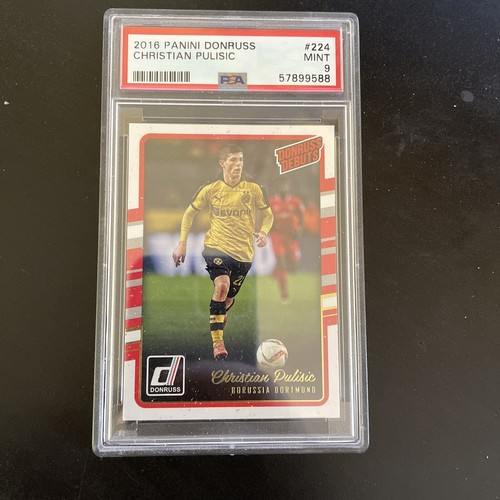 2016 PANINI DONRUSS #224
CHRISTIAN PULISIC MINT
9
PSA 57899588
DONRUSS
DEBUTS
EVONIK
DONRUSS
Christian Pulisic
BORUSSIA DORTMUND